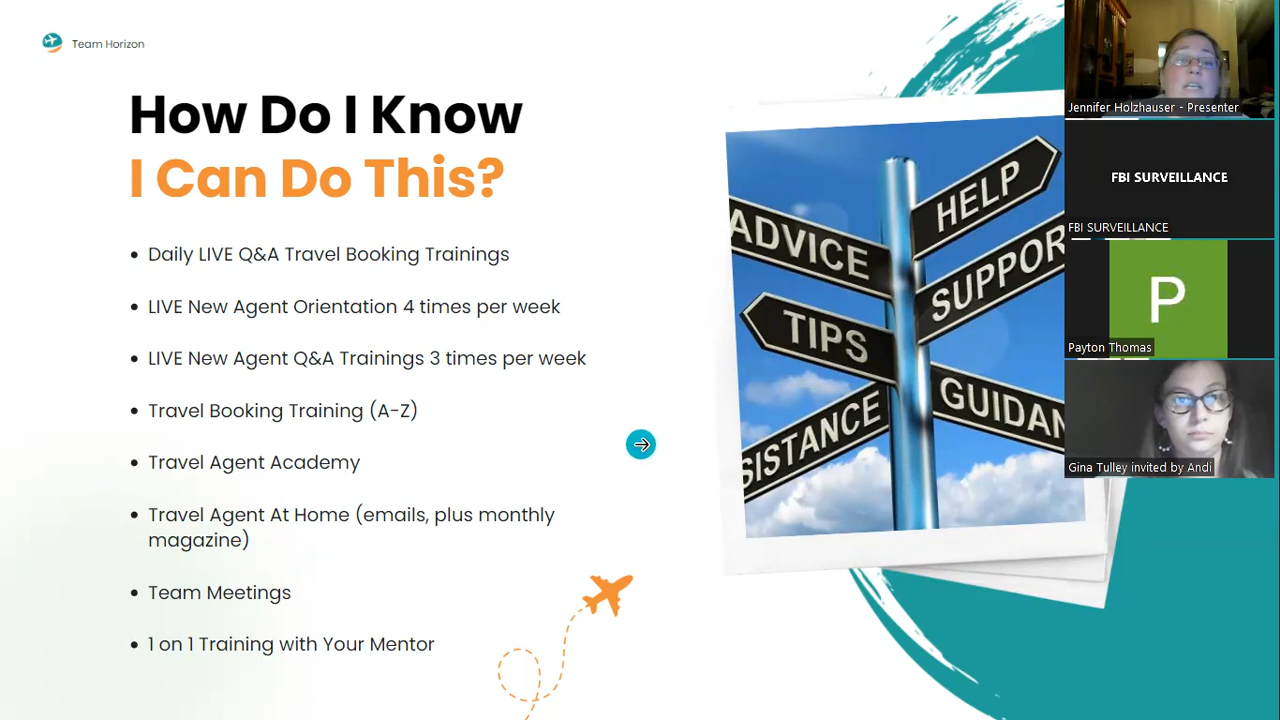 Team Horizon
How Do I Know
I Can Do This?
• Daily LIVE Q&A Travel Booking Trainings
• LIVE New Agent Orientation 4 times per week
• LIVE New Agent Q&A Trainings 3 times per week
• Travel Booking Training (A-Z)
• Travel Agent Academy
• Travel Agent At Home (emails, plus monthly
magazine)
• Team Meetings
• 1 on 1 Training with Your Mentor
HELP
ADVICE
SUPPOR
TIPS
GUIDAN
SISTANCE
Jennifer Holzhauser - Presenter
FBI SURVEILLANCE
FBI SURVEILLANCE
P
Payton Thomas
Gina Tulley invited by Andi